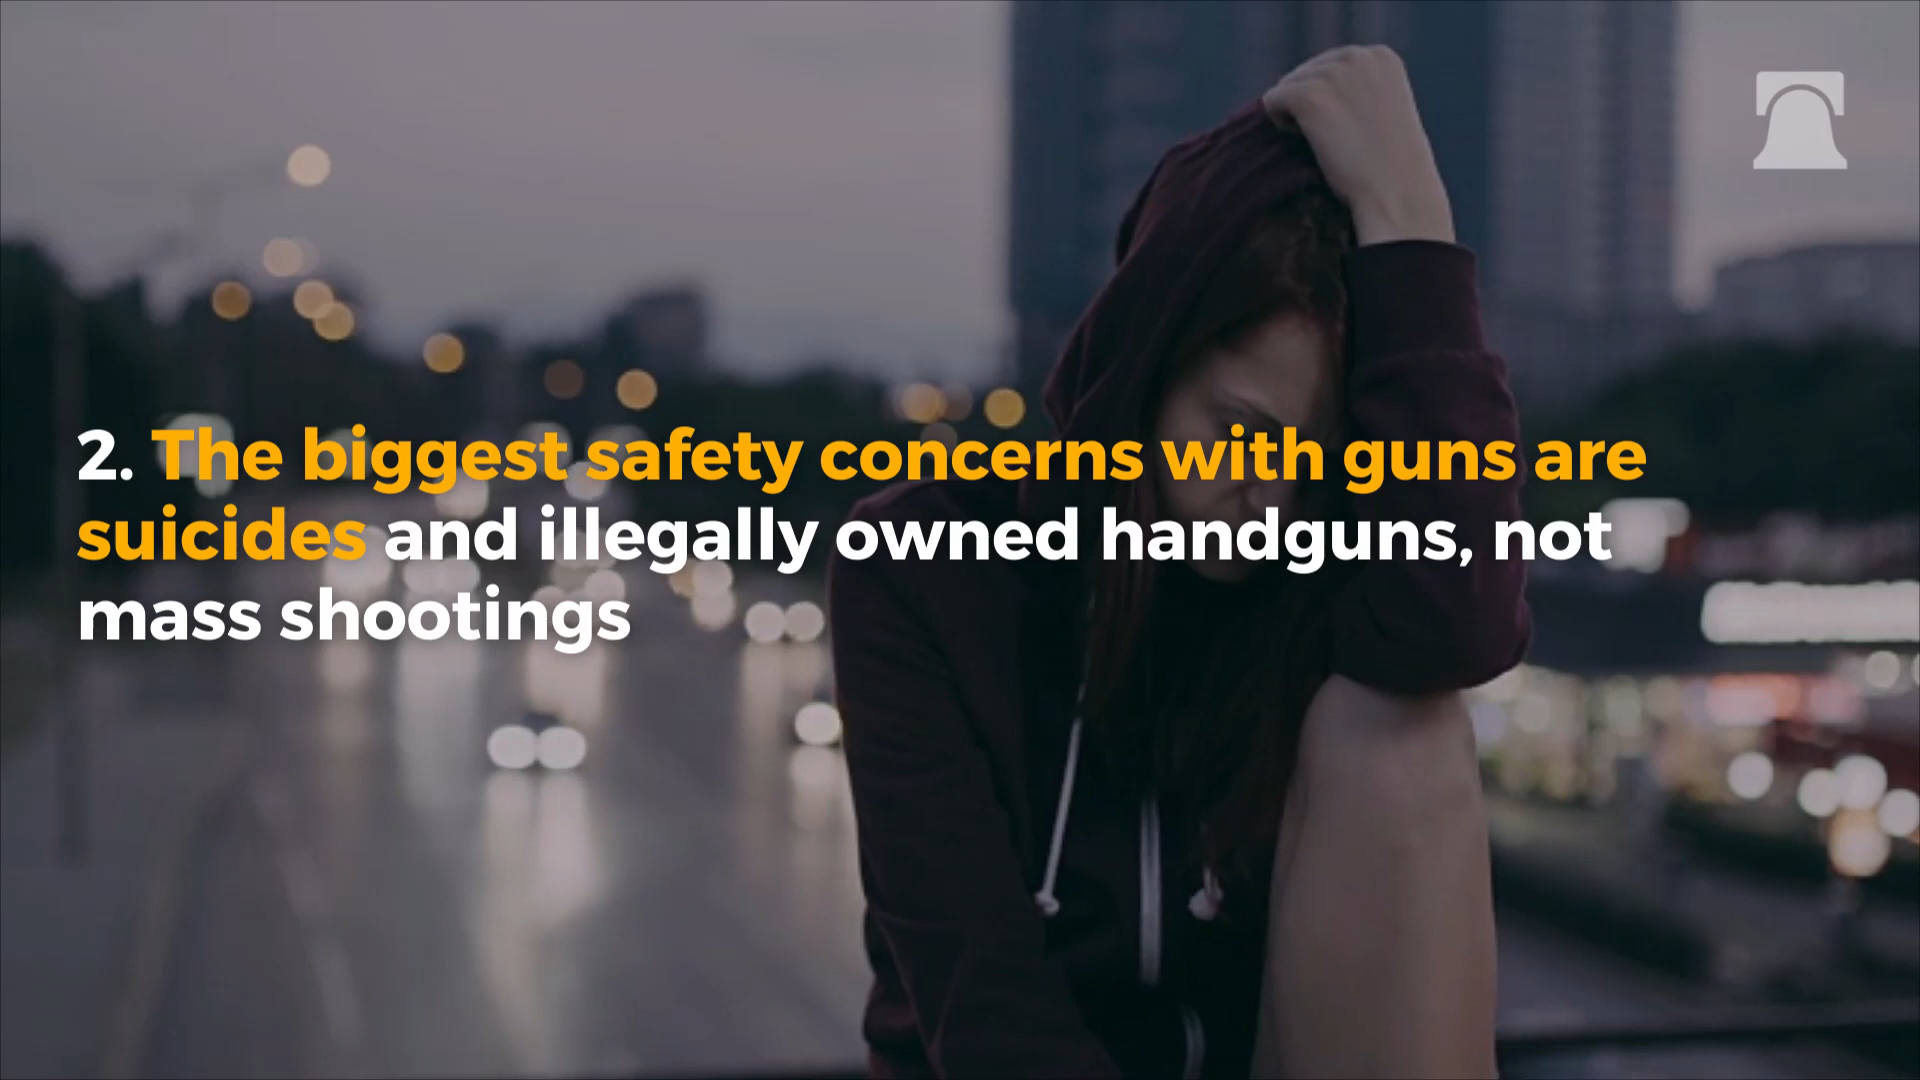 2. The biggest safety concerns with guns are
suicides and illegally owned handguns, not
mass shootings